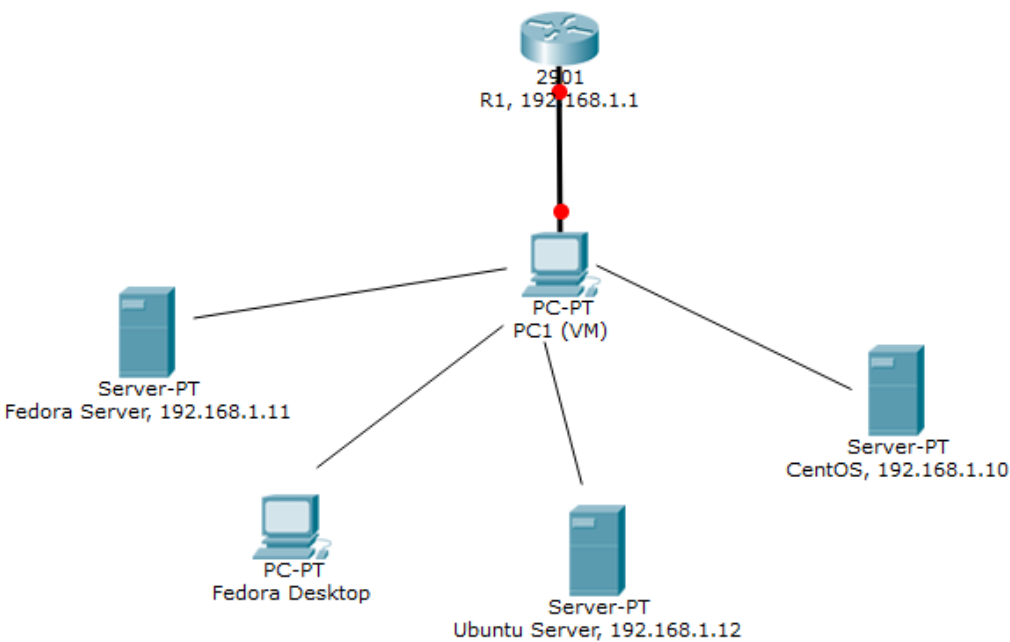 2901
R1, 192.168.1.1
PC-PT
PC1 (VM)
Server-PT
Fedora Server, 192.168.1.11
Server-PT
CentOS, 192.168.1.10
PC-PT
Fedora Desktop
Server-PT
Ubuntu Server, 192.168.1.12